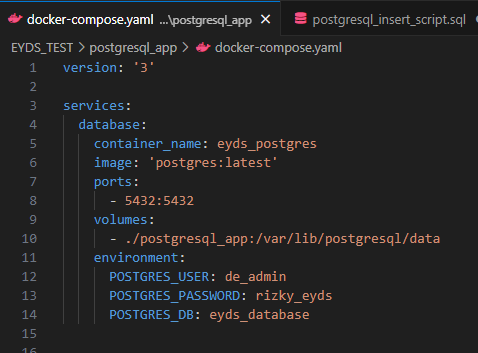 docker-compose.yaml ...\postgresql_app × postgresql_insert_script.sql
EYDS_TEST > postgresql_app > docker-compose.yaml
1 version: '3'
2
3 services:
4 database:
5 container_name: eyds_postgres
6 image: 'postgres:latest'
7 ports:
8 - 5432:5432
9 volumes:
10 - ./postgresql_app:/var/lib/postgresql/data
11 environment:
12 POSTGRES_USER: de_admin
13 POSTGRES_PASSWORD: rizky_eyds
14 POSTGRES_DB: eyds_database
15
16